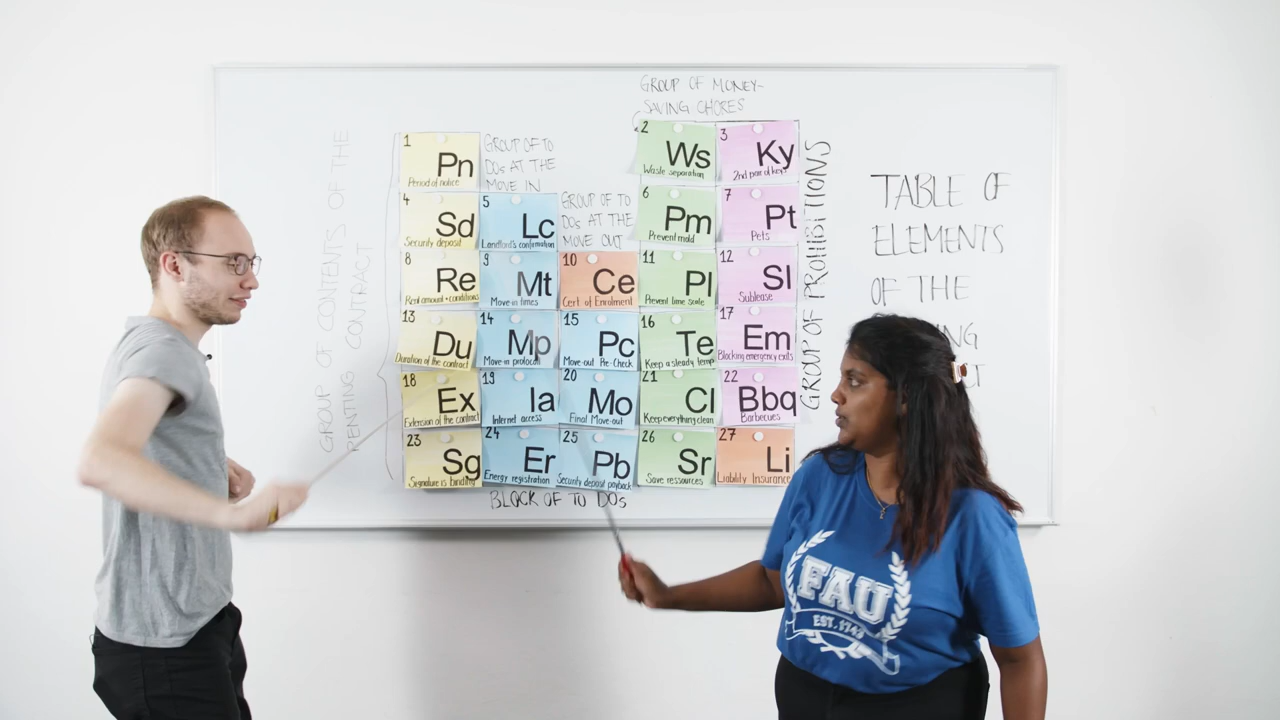 GROUP OF MONEY-
SAVING CHORES
GROUP OF CONTENTS OF THE
RENTING CONTRACT
GROUP OF TO
DOs AT THE
MOVE IN
GROUP OF TO
DOs AT THE
MOVE OUT
GROUP OF PROHIBITIONS
TABLE OF
ELEMENTS
OF THE
1
Pn
Period of notice
2
Ws
Waste separation
3
Ky
2nd pair of keys
4
Sd
Security deposit
5
Lc
Landlord's confirmation
6
Pm
Prevent mold
7
Pt
Pets
8
Re
Rent amount + conditions
9
Mt
Move-in times
10
Ce
Cert. of Enrolment
11
Pl
Prevent lime scale
12
Sl
Sublease
13
Du
Duration of the contract
14
Mp
Move-in protocol
15
Pc
Move-out Pre-Check
16
Te
Keep a steady temp
17
Em
Blocking emergency exits
18
Ex
Extension of the contract
19
Ia
Internet access
20
Mo
Final Move-out
21
Cl
Keep everything clean
22
Bbq
Barbecues
23
Sg
Signature is binding
24
Er
Energy registration
25
Pb
Security deposit payback
26
Sr
Save ressources
27
Li
Liability Insurance
BLOCK OF TO DOs
FAU
EST. 1743